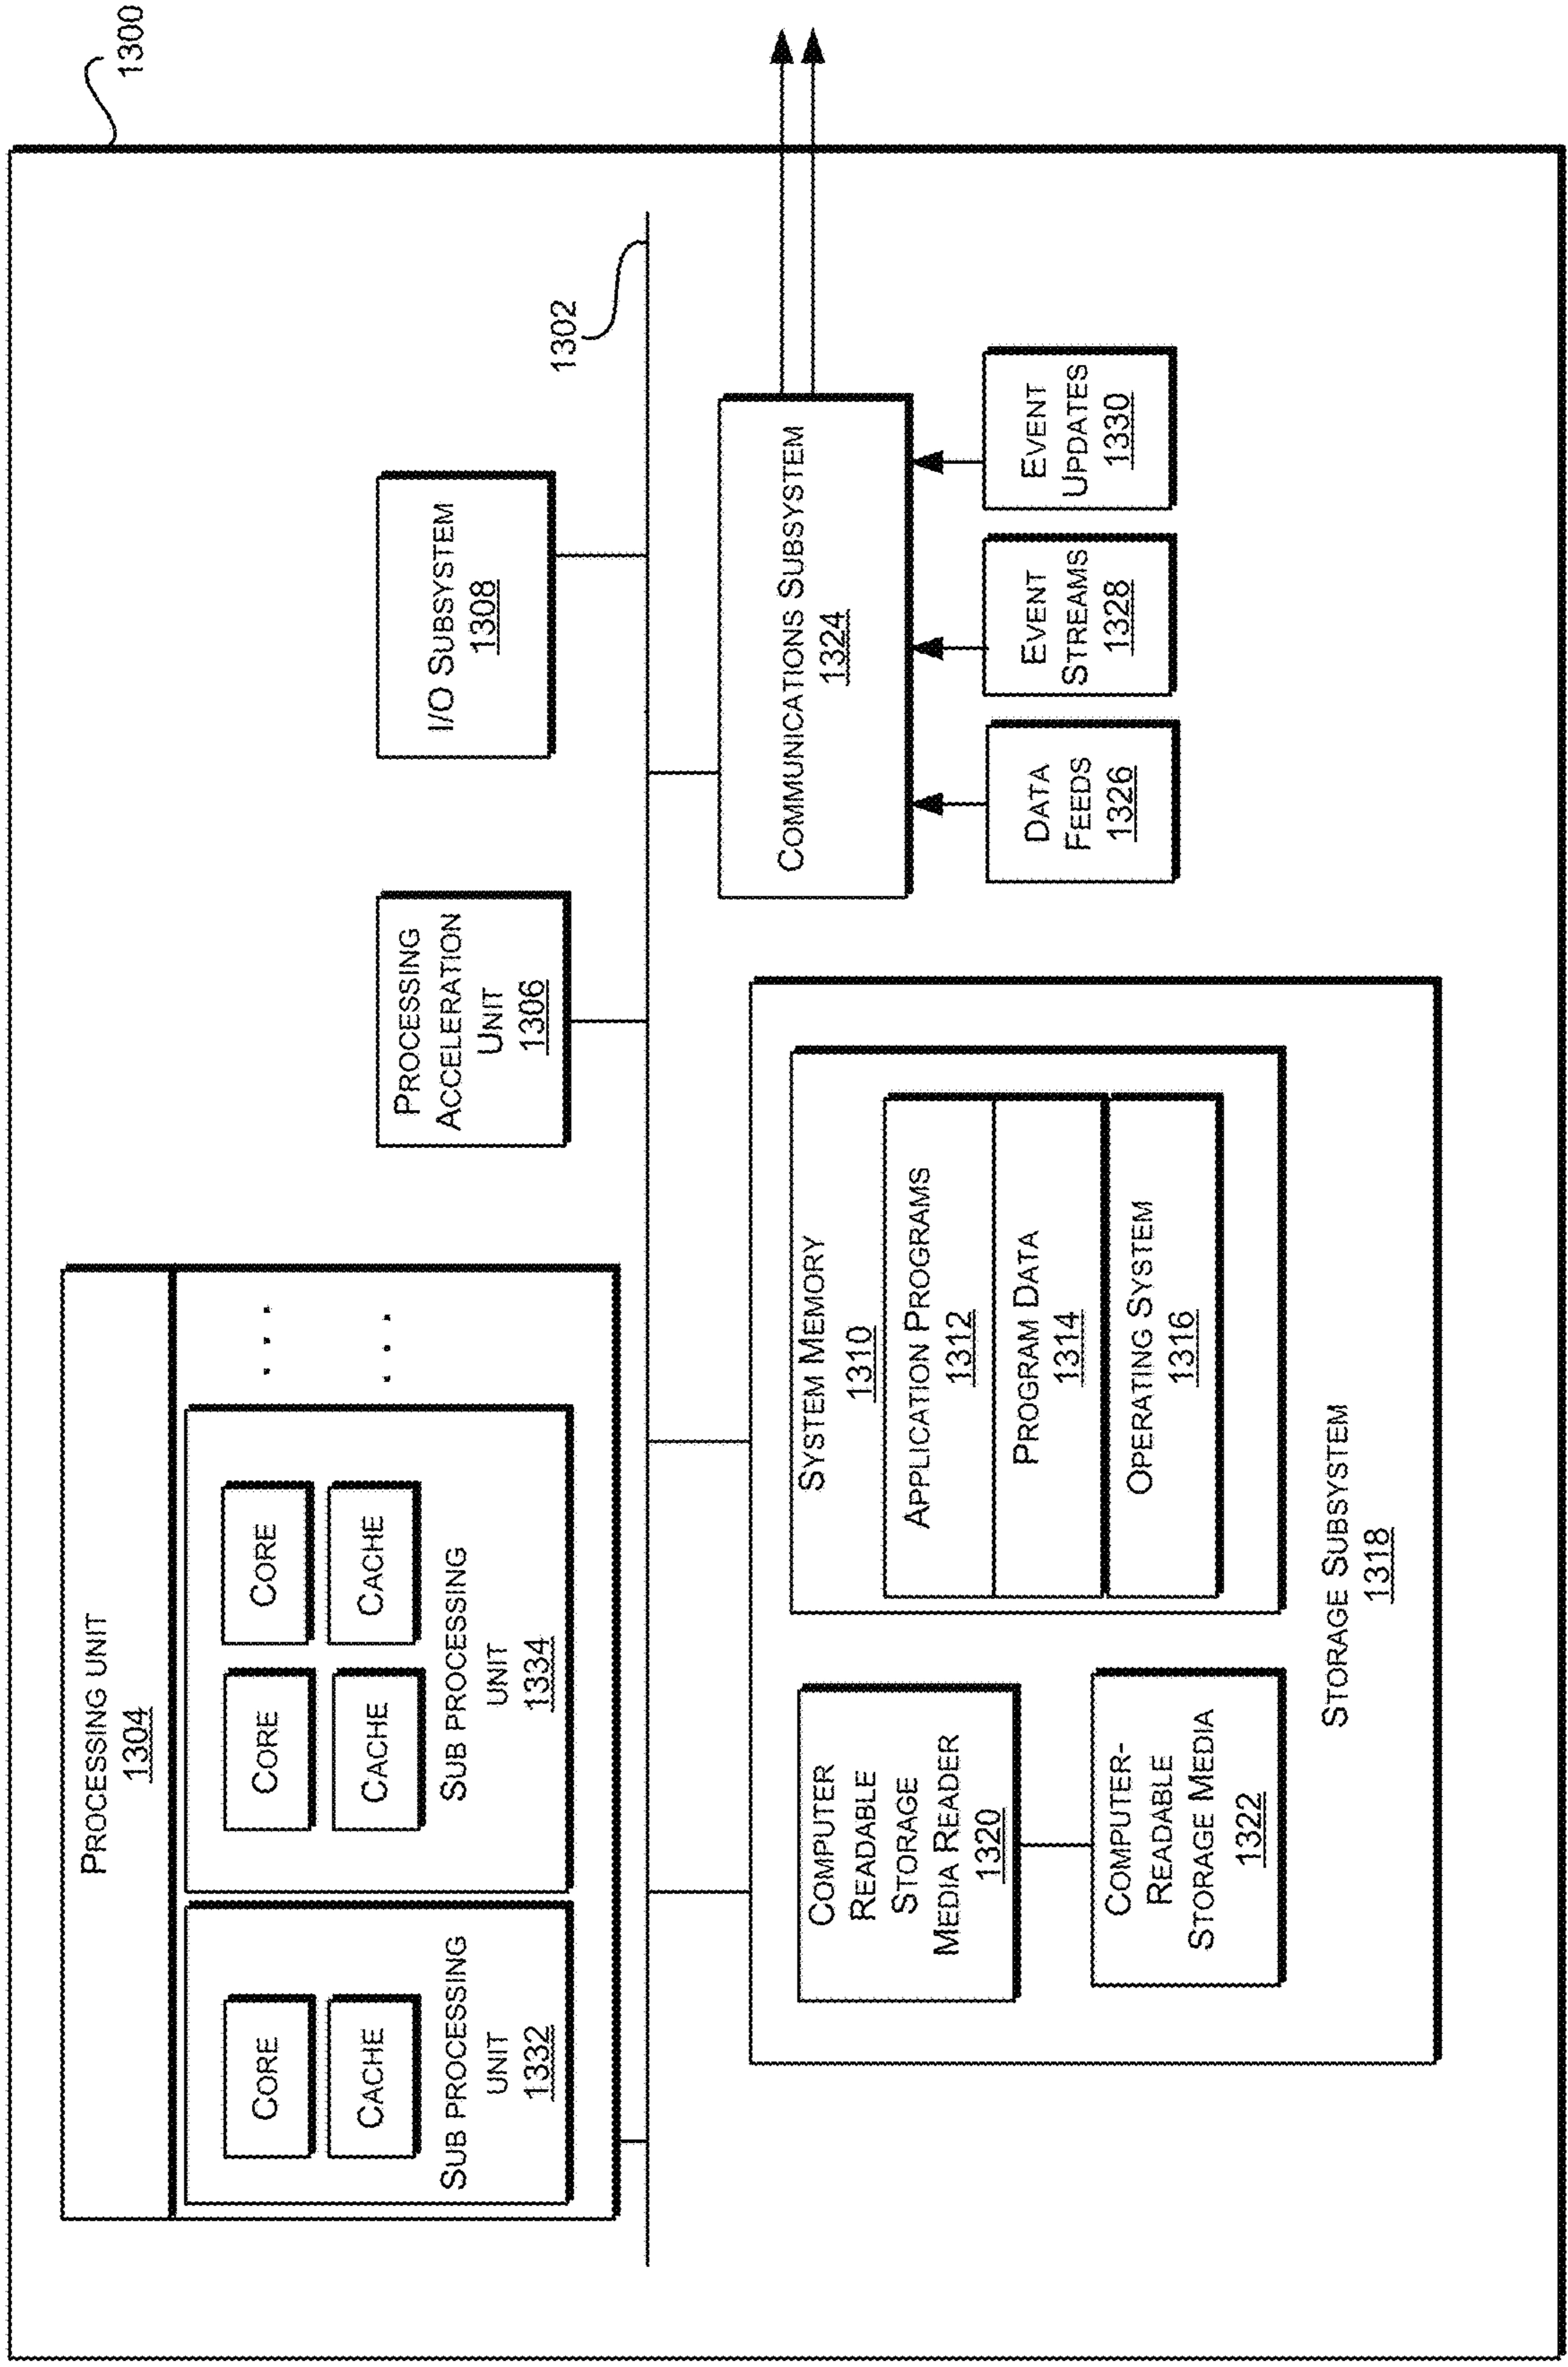 1300
PROCESSING UNIT
1304
CORE
CACHE
SUB PROCESSING
UNIT
1332
CORE
CORE
CACHE
CACHE
SUB PROCESSING
UNIT
1334
. . .
. . .
PROCESSING
ACCELERATION
UNIT
1306
I/O SUBSYSTEM
1308
1302
COMPUTER
READABLE
STORAGE
MEDIA READER
1320
COMPUTER-
READABLE
STORAGE MEDIA
1322
SYSTEM MEMORY
1310
APPLICATION PROGRAMS
1312
PROGRAM DATA
1314
OPERATING SYSTEM
1316
STORAGE SUBSYSTEM
1318
COMMUNICATIONS SUBSYSTEM
1324
DATA
FEEDS
1326
EVENT
STREAMS
1328
EVENT
UPDATES
1330